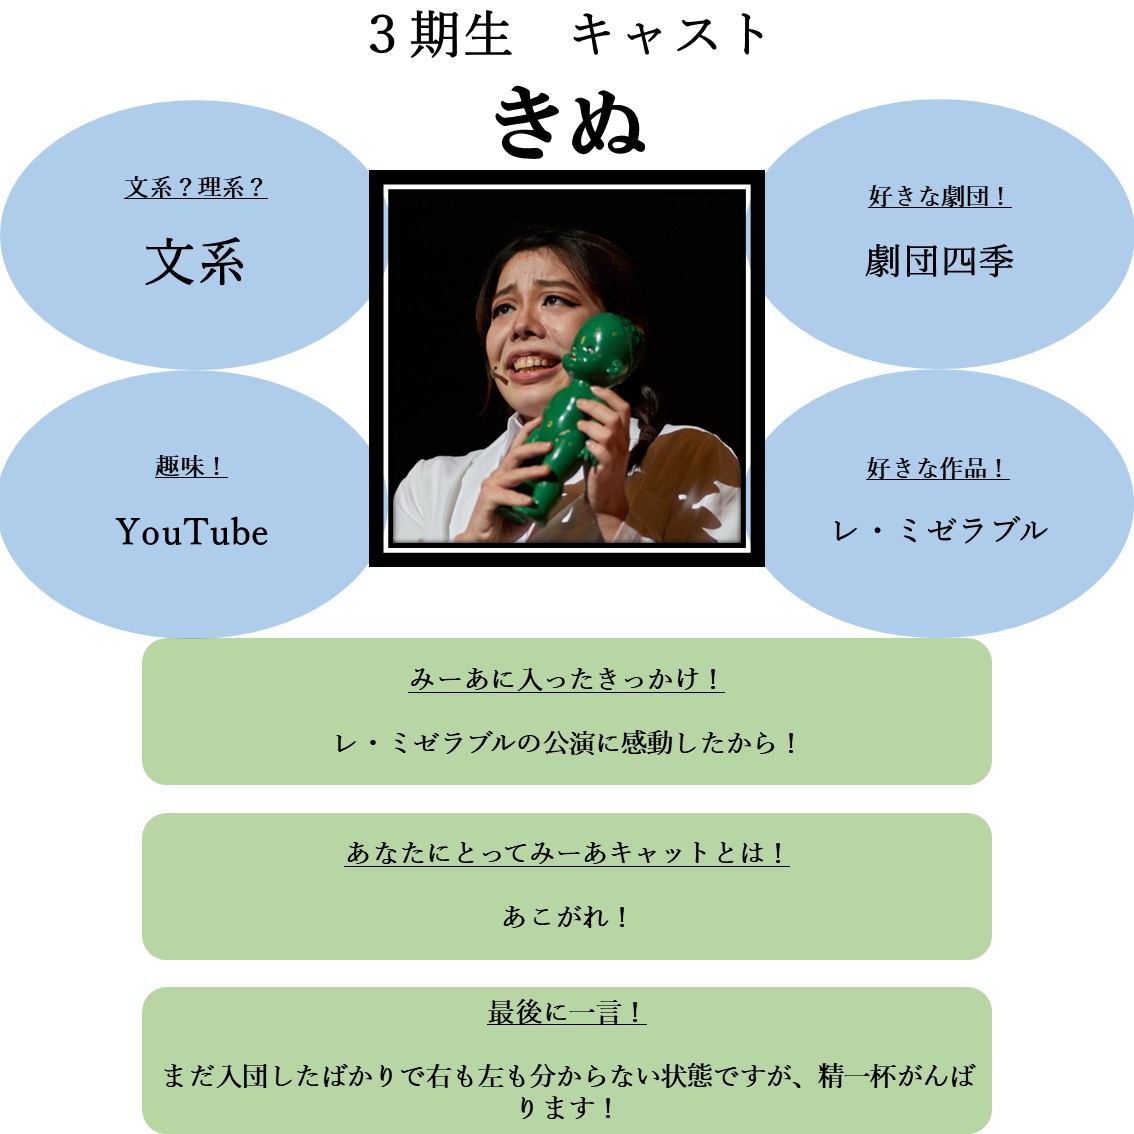 ３期生　キャスト
きぬ
文系？理系？
文系
好きな劇団！
劇団四季
趣味！
YouTube
好きな作品！
レ・ミゼラブル
みーあに入ったきっかけ！
レ・ミゼラブルの公演に感動したから！
あなたにとってみーあキャットとは！
あこがれ！
最後に一言！
まだ入団したばかりで右も左も分からない状態ですが、精一杯がんば
ります！